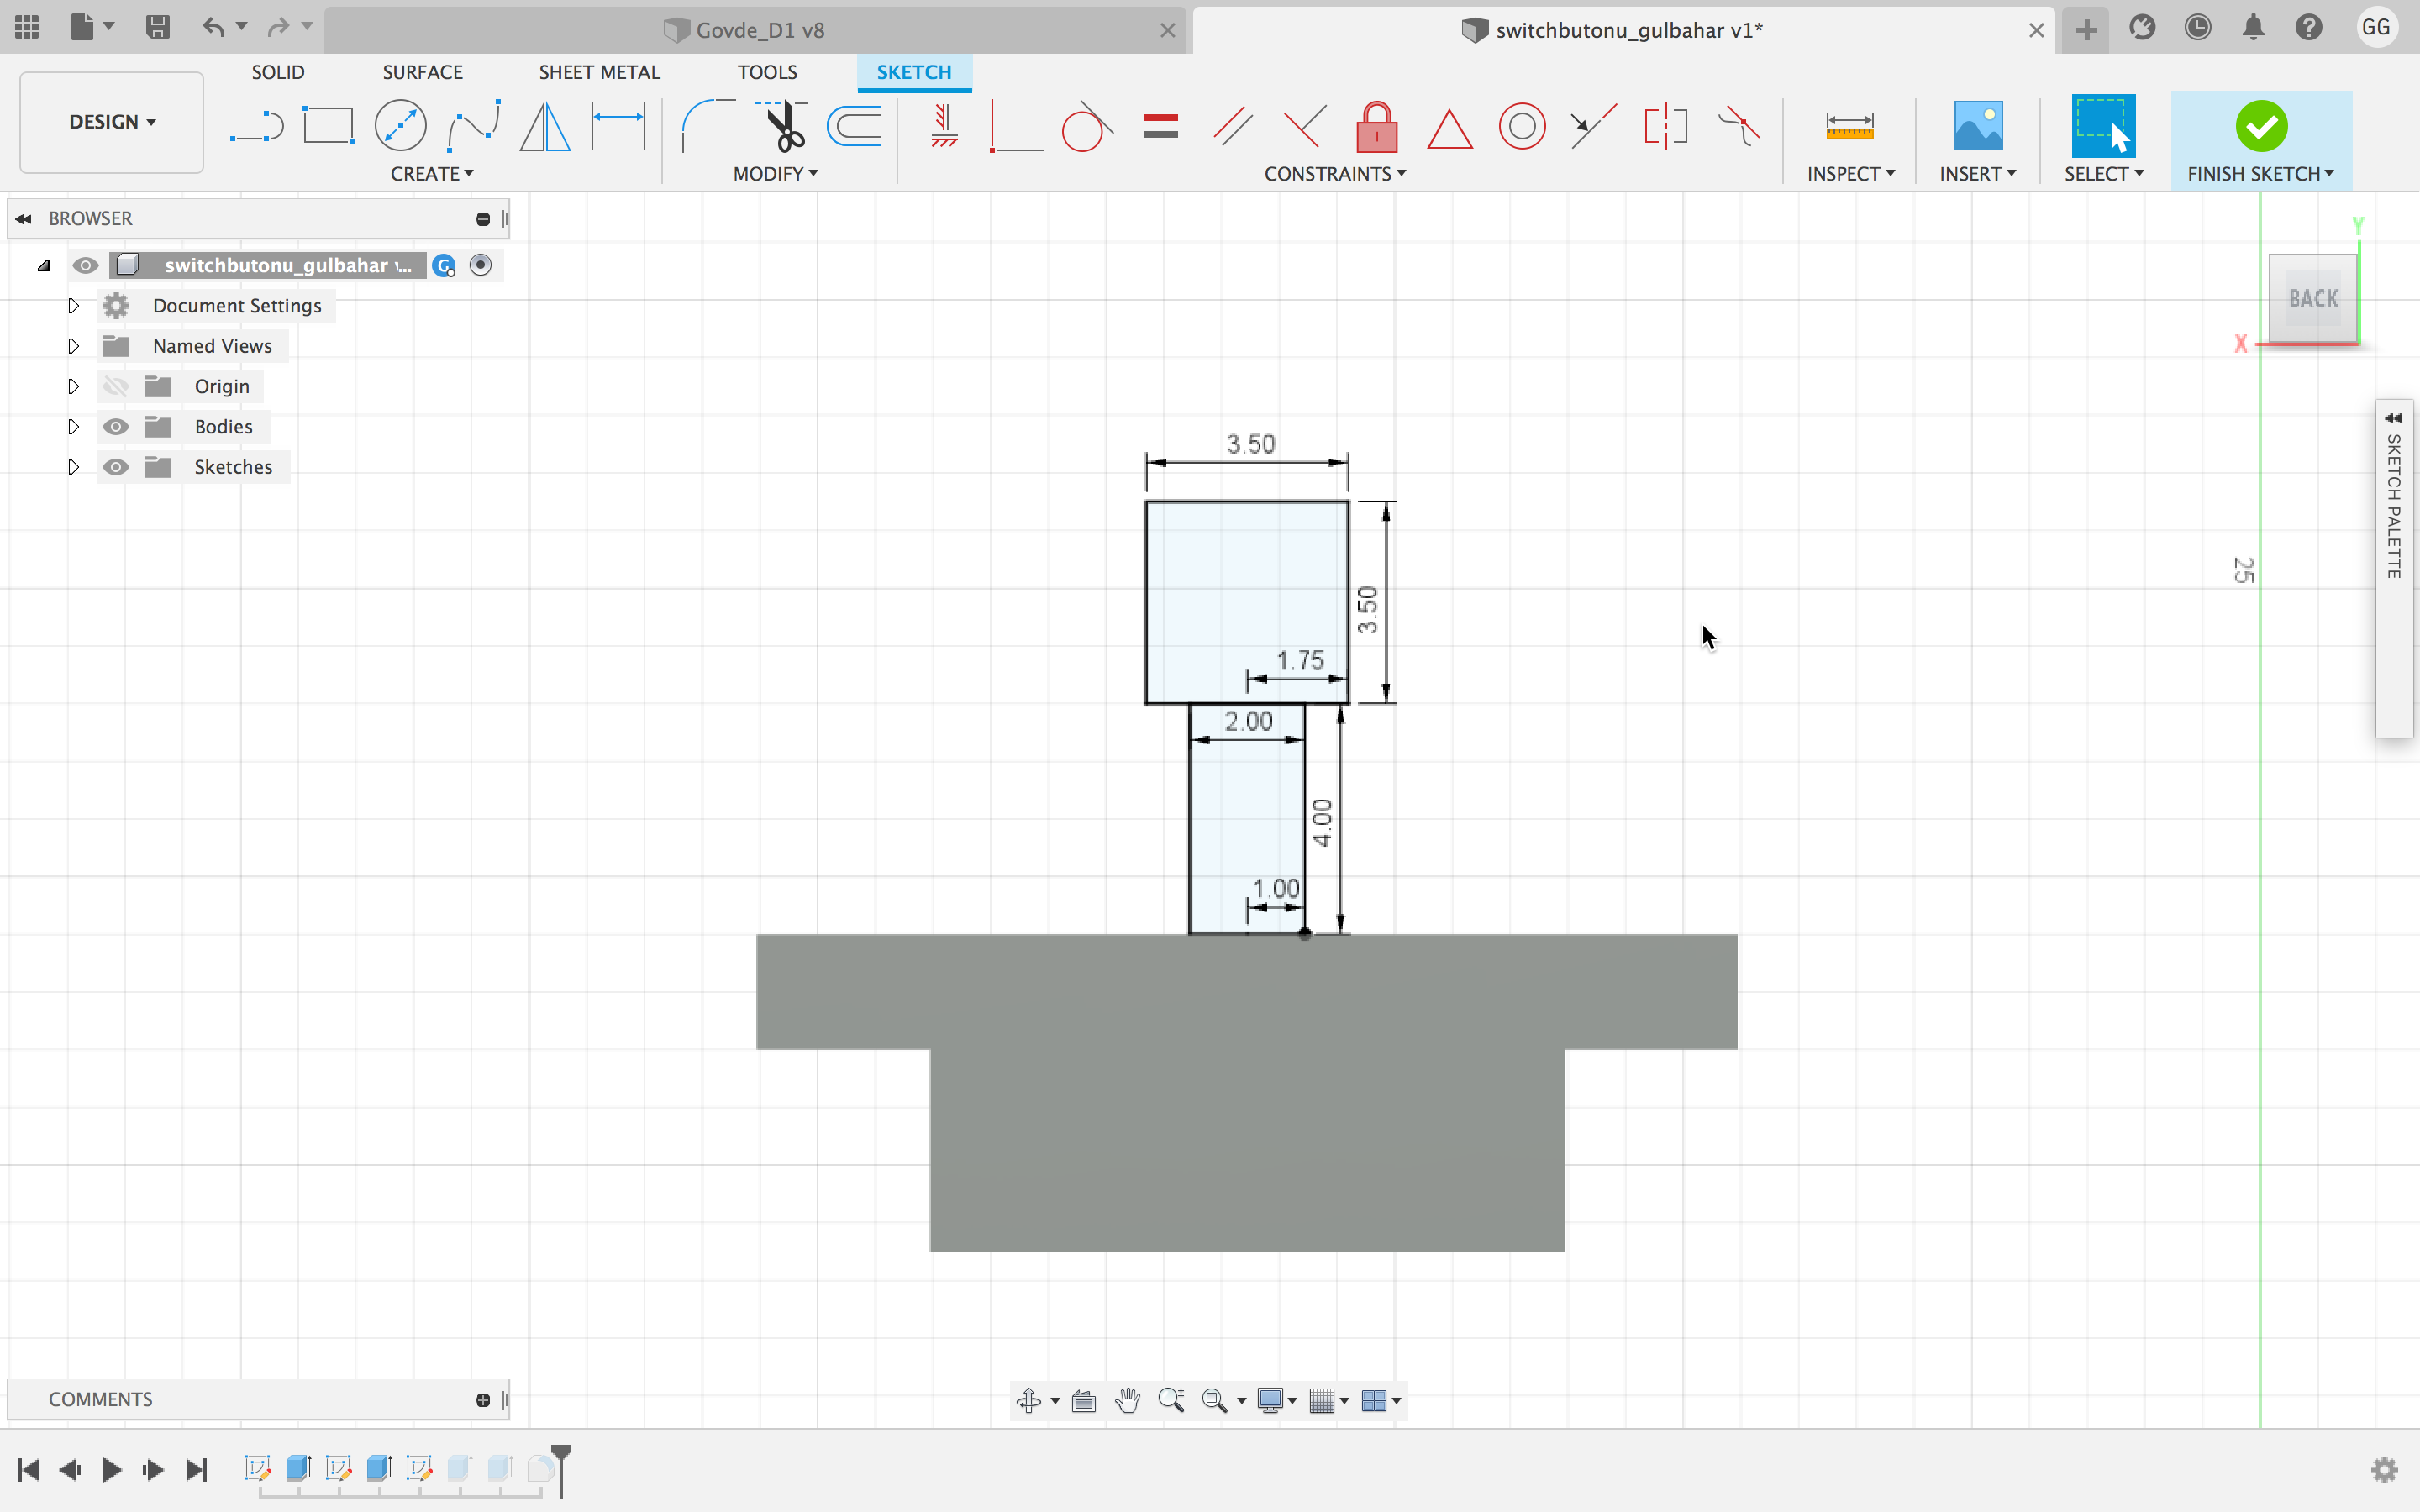 Govde_D1 v8
switchbutonu_gulbahar v1*
GG
DESIGN
SOLID
SURFACE
SHEET METAL
TOOLS
SKETCH
CREATE
MODIFY
CONSTRAINTS
INSPECT
INSERT
SELECT
FINISH SKETCH
BROWSER
switchbutonu_gulbahar v...
Document Settings
Named Views
Origin
Bodies
Sketches
Y
BACK
X
SKETCH PALETTE
25
3.50
3.50
1.75
2.00
4.00
1.00
COMMENTS